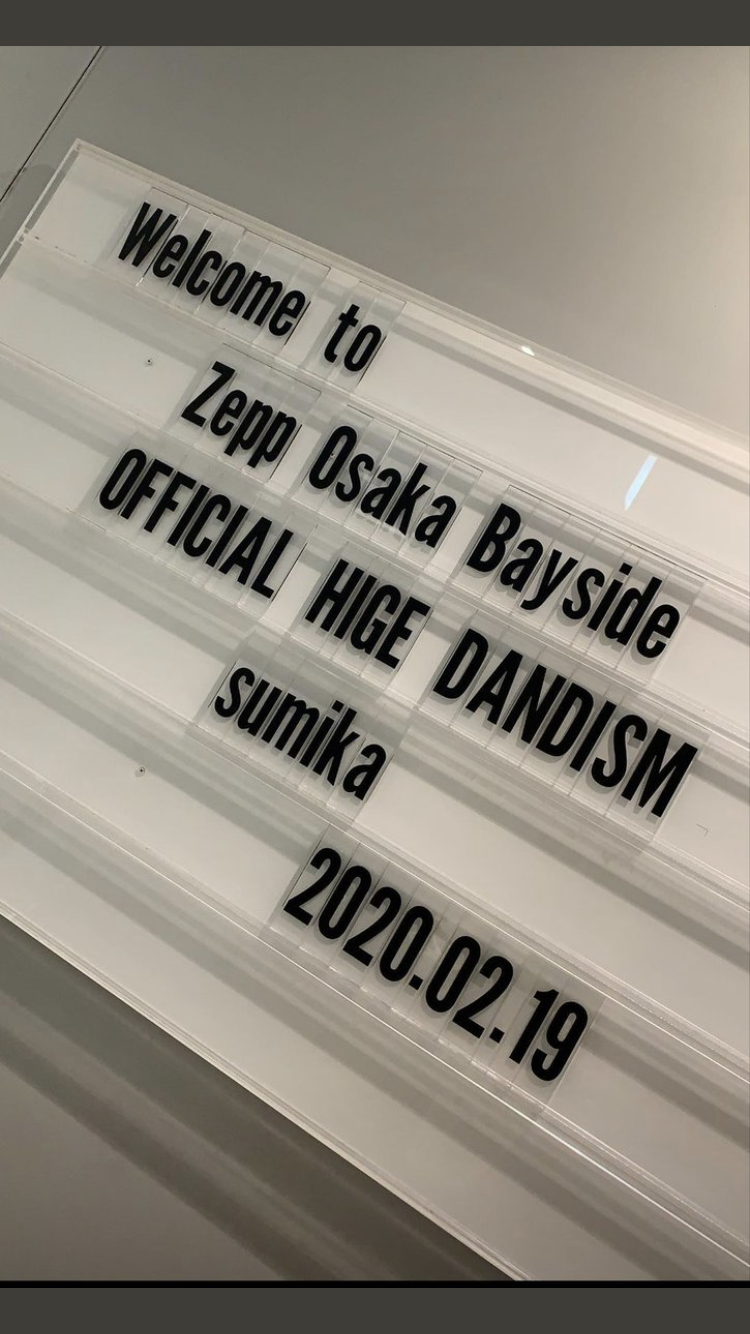 Welcome to
Zepp Osaka Bayside
OFFICIAL HIGE DANDISM
sumika
2020.02.19